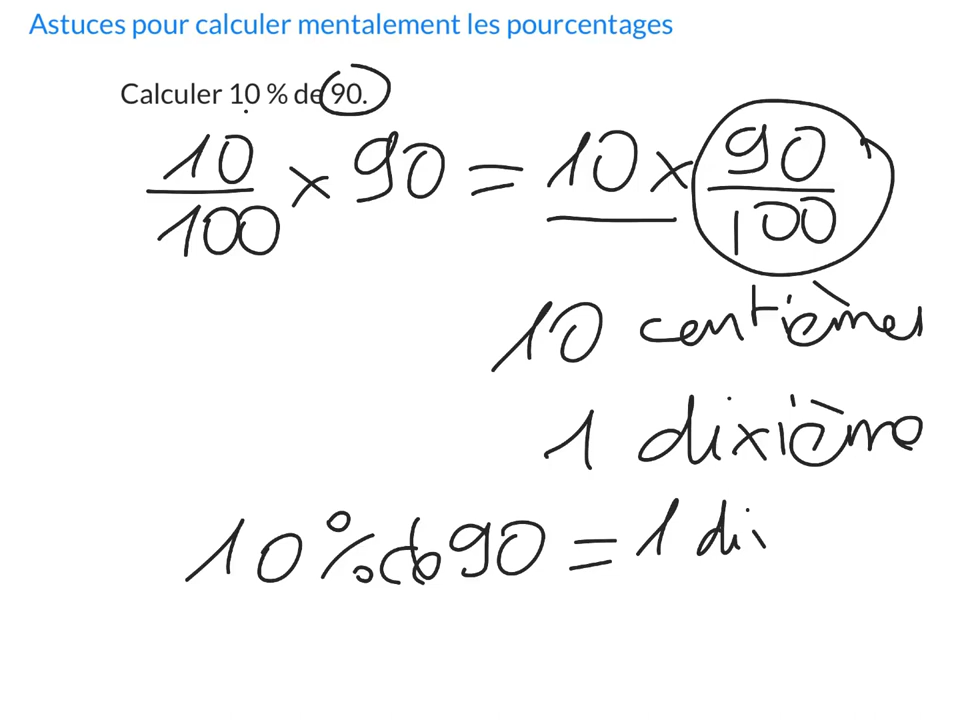 Astuces pour calculer mentalement les pourcentages
Calculer 10 % de 90.
10/100 × 90 = 10 × 90/100
10 centièmes
1 dixième
10% de 90 = 1 di